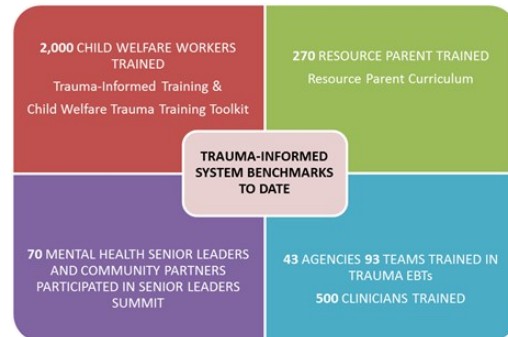 2,000 CHILD WELFARE WORKERS
TRAINED
Trauma-Informed Training &
Child Welfare Trauma Training Toolkit
270 RESOURCE PARENT TRAINED
Resource Parent Curriculum
TRAUMA-INFORMED
SYSTEM BENCHMARKS
TO DATE
70 MENTAL HEALTH SENIOR LEADERS
AND COMMUNITY PARTNERS
PARTICIPATED IN SENIOR LEADERS
SUMMIT
43 AGENCIES 93 TEAMS TRAINED IN
TRAUMA EBTs
500 CLINICIANS TRAINED